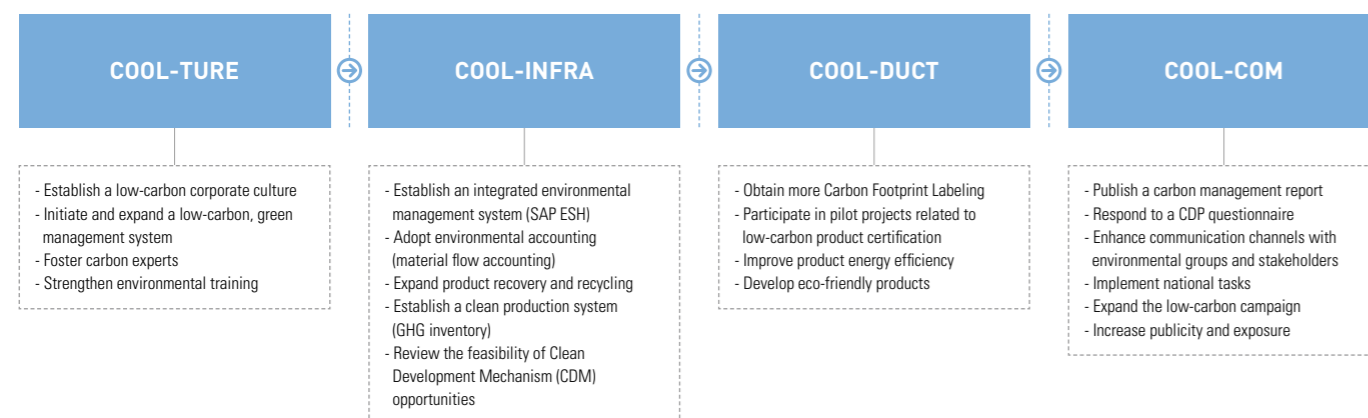 COOL-TURE
- Establish a low-carbon corporate culture
- Initiate and expand a low-carbon, green
management system
- Foster carbon experts
- Strengthen environmental training
COOL-INFRA
- Establish an integrated environmental
management system (SAP ESH)
- Adopt environmental accounting
(material flow accounting)
- Expand product recovery and recycling
- Establish a clean production system
(GHG inventory)
- Review the feasibility of Clean
Development Mechanism (CDM)
opportunities
COOL-DUCT
- Obtain more Carbon Footprint Labeling
- Participate in pilot projects related to
low-carbon product certification
- Improve product energy efficiency
- Develop eco-friendly products
COOL-COM
- Publish a carbon management report
- Respond to a CDP questionnaire
- Enhance communication channels with
environmental groups and stakeholders
- Implement national tasks
- Expand the low-carbon campaign
- Increase publicity and exposure